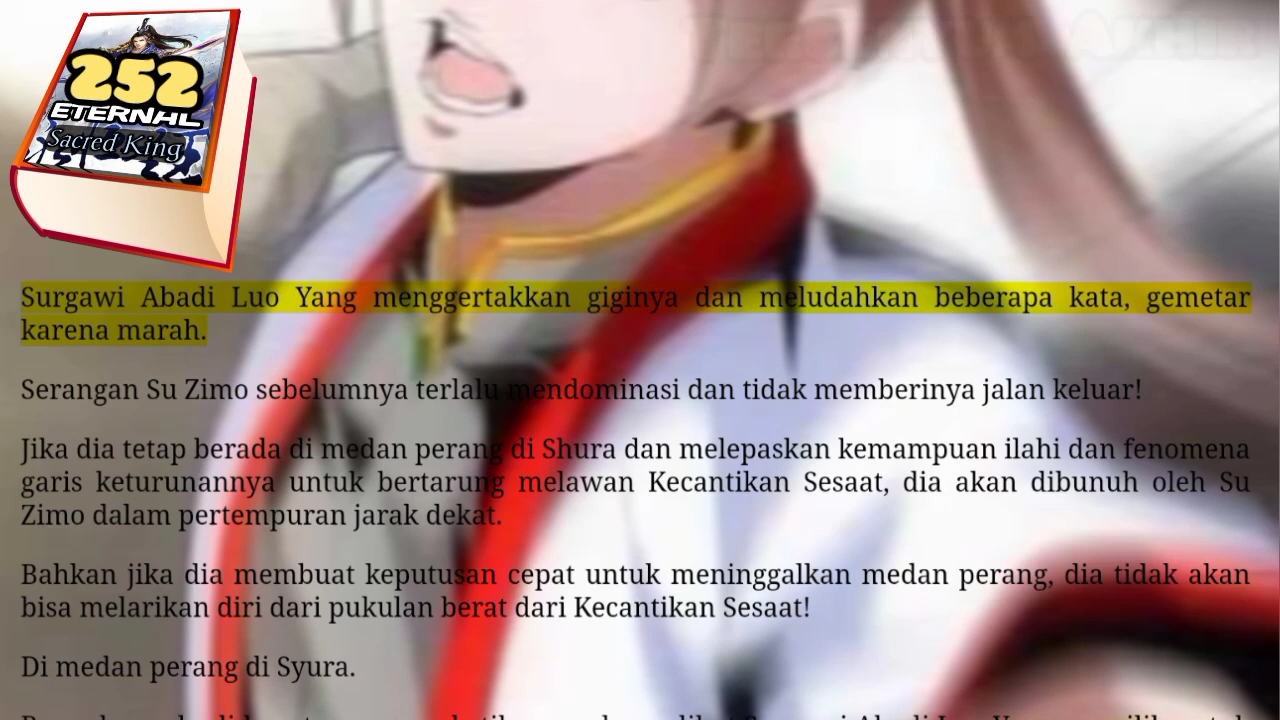 252
ETERNAL
Sacred King
Surgawi Abadi Luo Yang menggertakkan giginya dan meludahkan beberapa kata, gemetar
karena marah.
Serangan Su Zimo sebelumnya terlalu mendominasi dan tidak memberinya jalan keluar!
Jika dia tetap berada di medan perang di Shura dan melepaskan kemampuan ilahi dan fenomena
garis keturunannya untuk bertarung melawan Kecantikan Sesaat, dia akan dibunuh oleh Su
Zimo dalam pertempuran jarak dekat.
Bahkan jika dia membuat keputusan cepat untuk meninggalkan medan perang, dia tidak akan
bisa melarikan diri dari pukulan berat dari Kecantikan Sesaat!
Di medan perang di Syura.